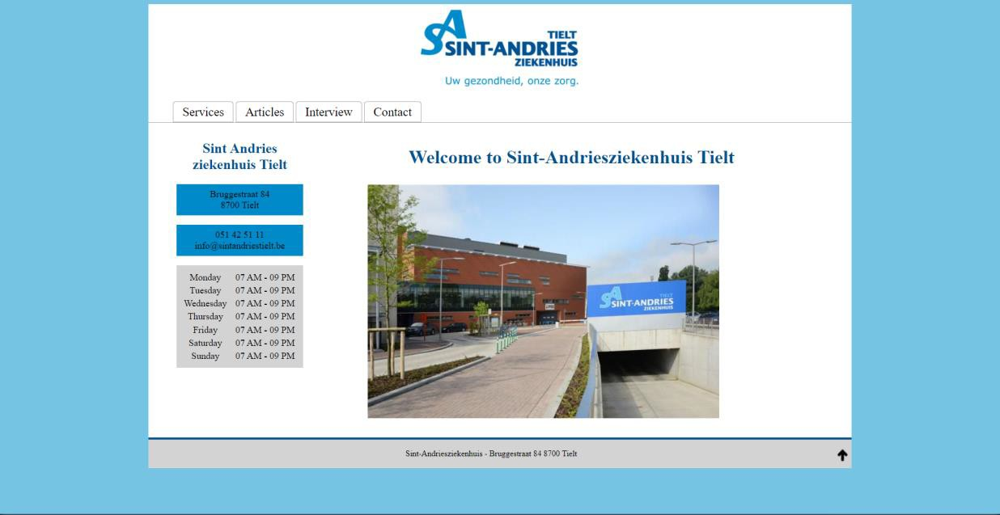 TIELT
SINT-ANDRIES
ZIEKENHUIS
Uw gezondheid, onze zorg.
Services
Articles
Interview
Contact
Sint Andries
ziekenhuis Tielt
Bruggestraat 84
8700 Tielt
051 42 51 11
info@sintandriestielt.be
Monday 07 AM - 09 PM
Tuesday 07 AM - 09 PM
Wednesday 07 AM - 09 PM
Thursday 07 AM - 09 PM
Friday 07 AM - 09 PM
Saturday 07 AM - 09 PM
Sunday 07 AM - 09 PM
Welcome to Sint-Andriesziekenhuis Tielt
TIELT
SINT-ANDRIES
ZIEKENHUIS
Sint-Andriesziekenhuis - Bruggestraat 84 8700 Tielt